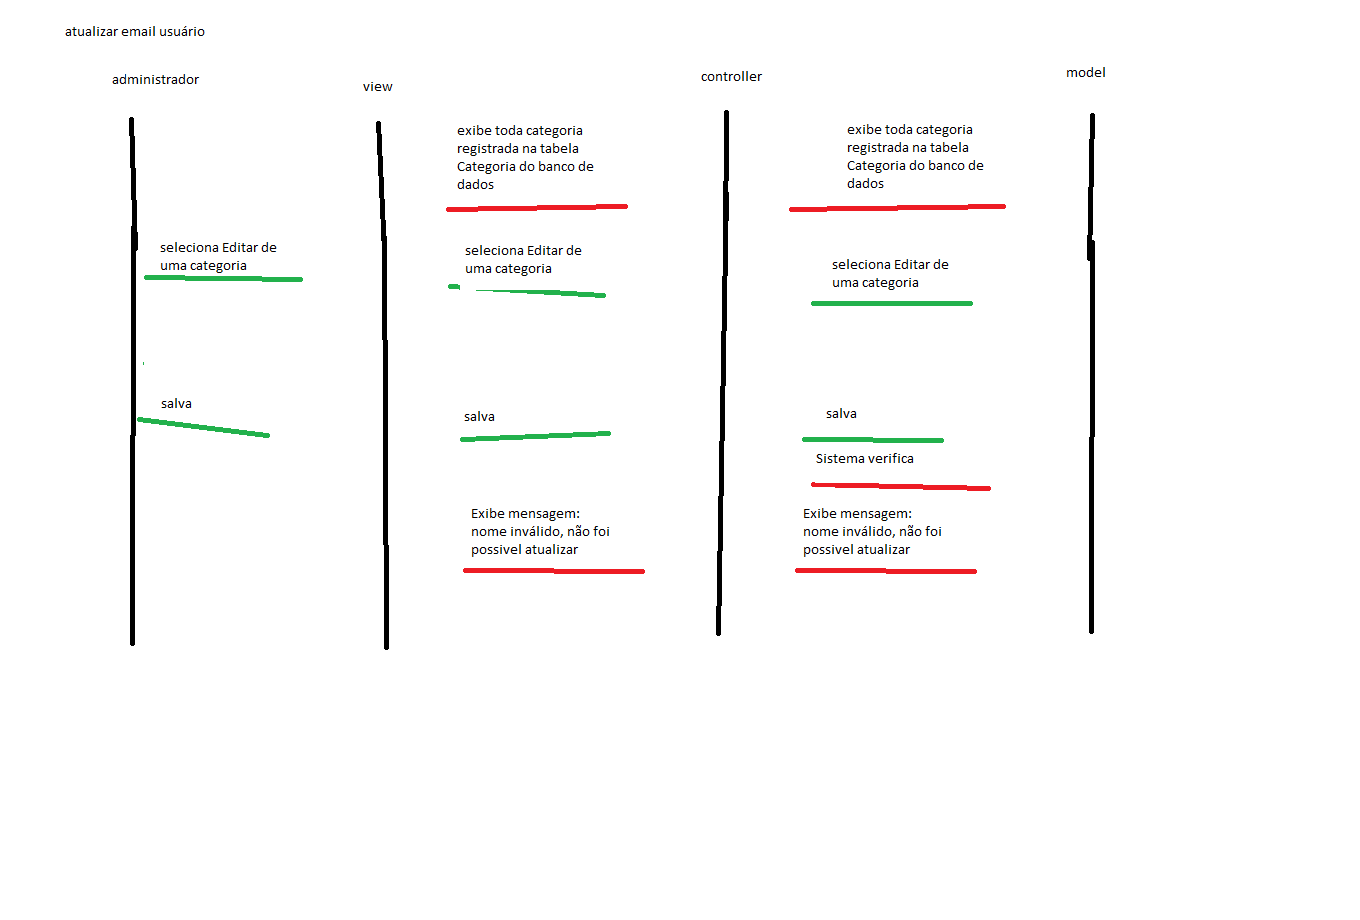 atualizar email usuário
administrador
view
controller
model
exibe toda categoria
registrada na tabela
Categoria do banco de
dados
exibe toda categoria
registrada na tabela
Categoria do banco de
dados
seleciona Editar de
uma categoria
seleciona Editar de
uma categoria
seleciona Editar de
uma categoria
salva
salva
salva
Sistema verifica
Exibe mensagem:
nome inválido, não foi
possivel atualizar
Exibe mensagem:
nome inválido, não foi
possivel atualizar